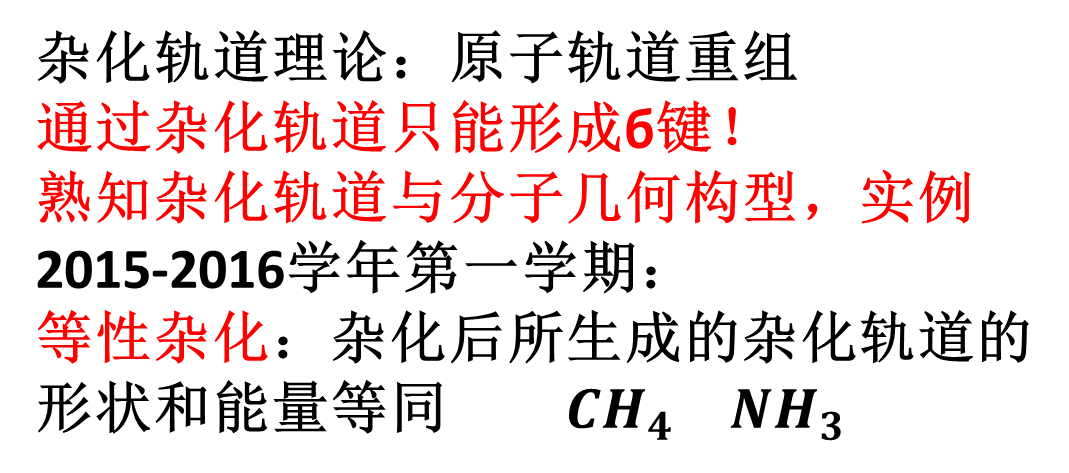 杂化轨道理论：原子轨道重组
通过杂化轨道只能形成б键！
熟知杂化轨道与分子几何构型，实例
2015-2016学年第一学期：
等性杂化：杂化后所生成的杂化轨道的
形状和能量等同 CH₄ NH₃